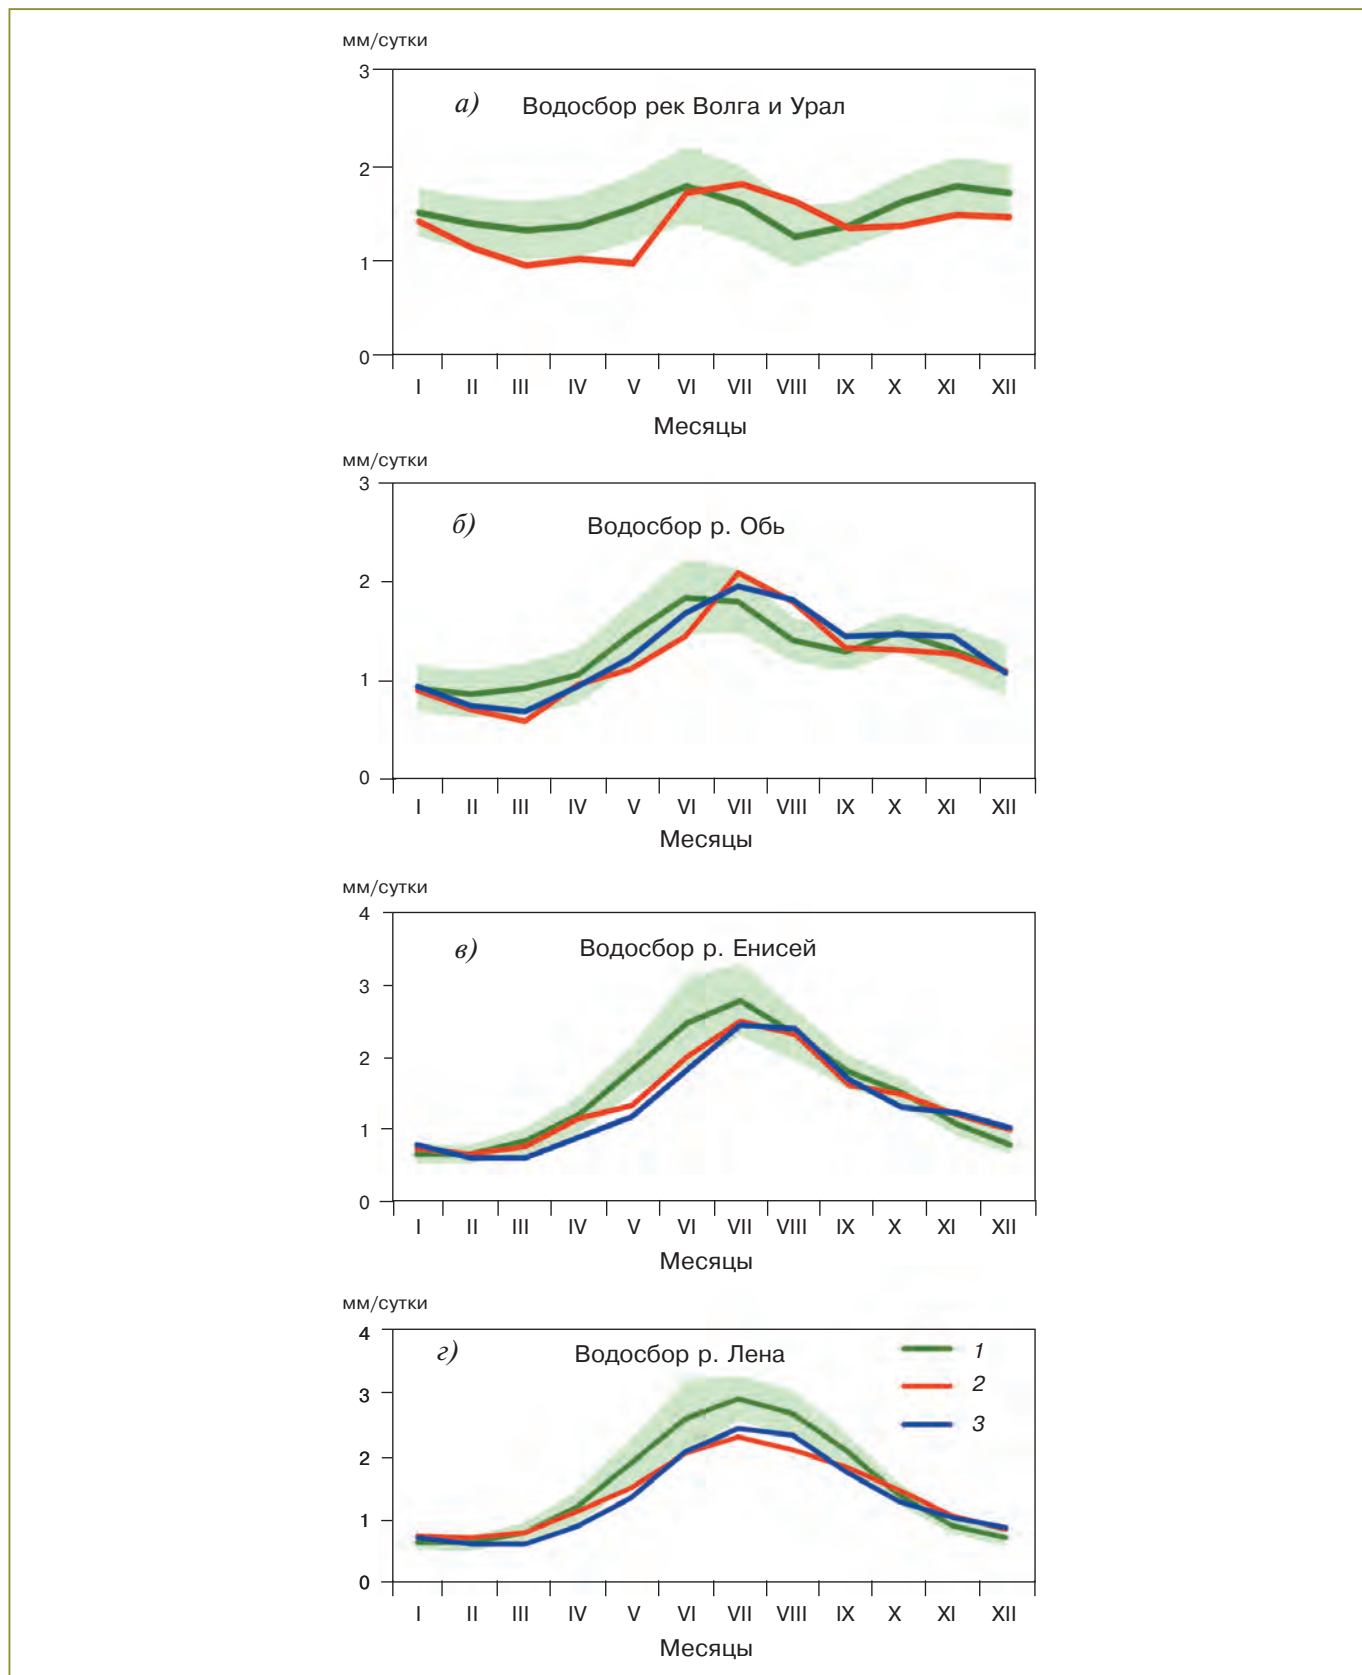 мм/сутки
3
а) Водосбор рек Волга и Урал
2
1
0
I II III IV V VI VII VIII IX X XI XII
Месяцы
мм/сутки
3
б) Водосбор р. Обь
2
1
0
I II III IV V VI VII VIII IX X XI XII
Месяцы
мм/сутки
4
в) Водосбор р. Енисей
3
2
1
0
I II III IV V VI VII VIII IX X XI XII
Месяцы
мм/сутки
4
г) Водосбор р. Лена
1
2
3
3
2
1
0
I II III IV V VI VII VIII IX X XI XII
Месяцы